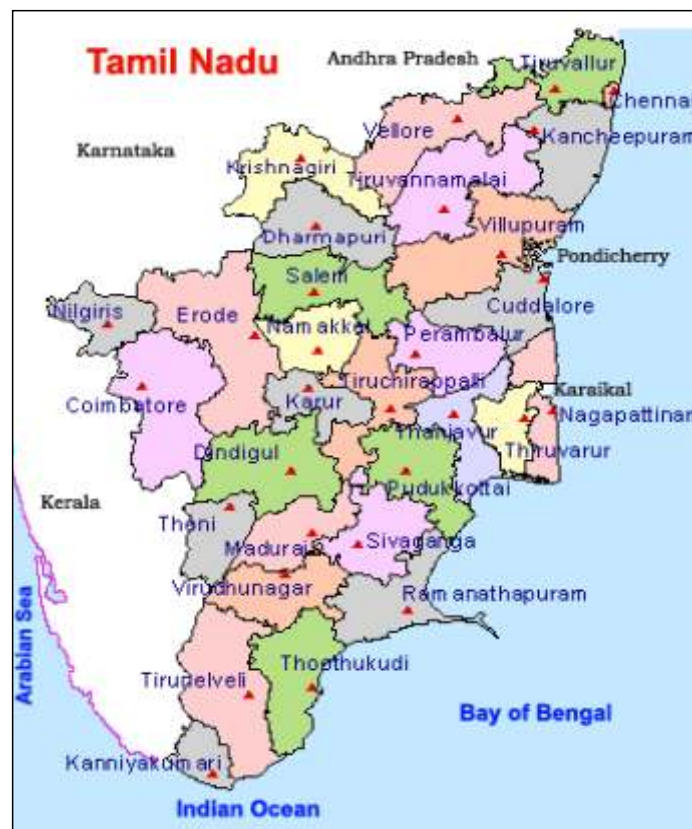 Tamil Nadu
Andhra Pradesh
Tiruvallur
Chennai
Vellore
Kancheepuram
Karnataka
Krishnagiri
Tiruvannamalai
Dharmapuri
Villupuram
Pondicherry
Salem
Nilgiris
Erode
Cuddalore
Namakkal
Perambalur
Tiruchirappalli
Karaikal
Coimbatore
Karur
Nagapattinam
Thanjavur
Thiruvarur
Dindigul
Pudukkottai
Kerala
Theni
Madurai
Sivaganga
Virudhunagar
Ramanathapuram
Arabian Sea
Thoothukudi
Tirunelveli
Bay of Bengal
Kanniyakumari
Indian Ocean